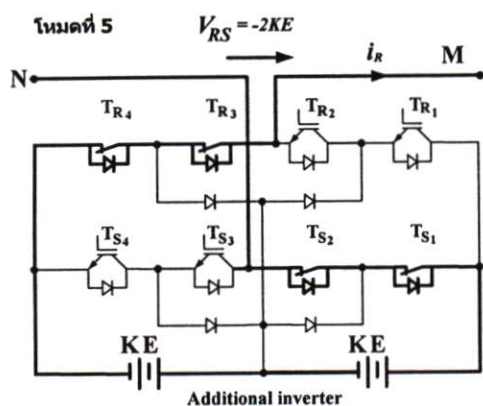 โหมดที่ 5
V_RS = -2KE
i_R
N
M
T_R4
T_R3
T_R2
T_R1
T_S4
T_S3
T_S2
T_S1
KE
KE
Additional inverter